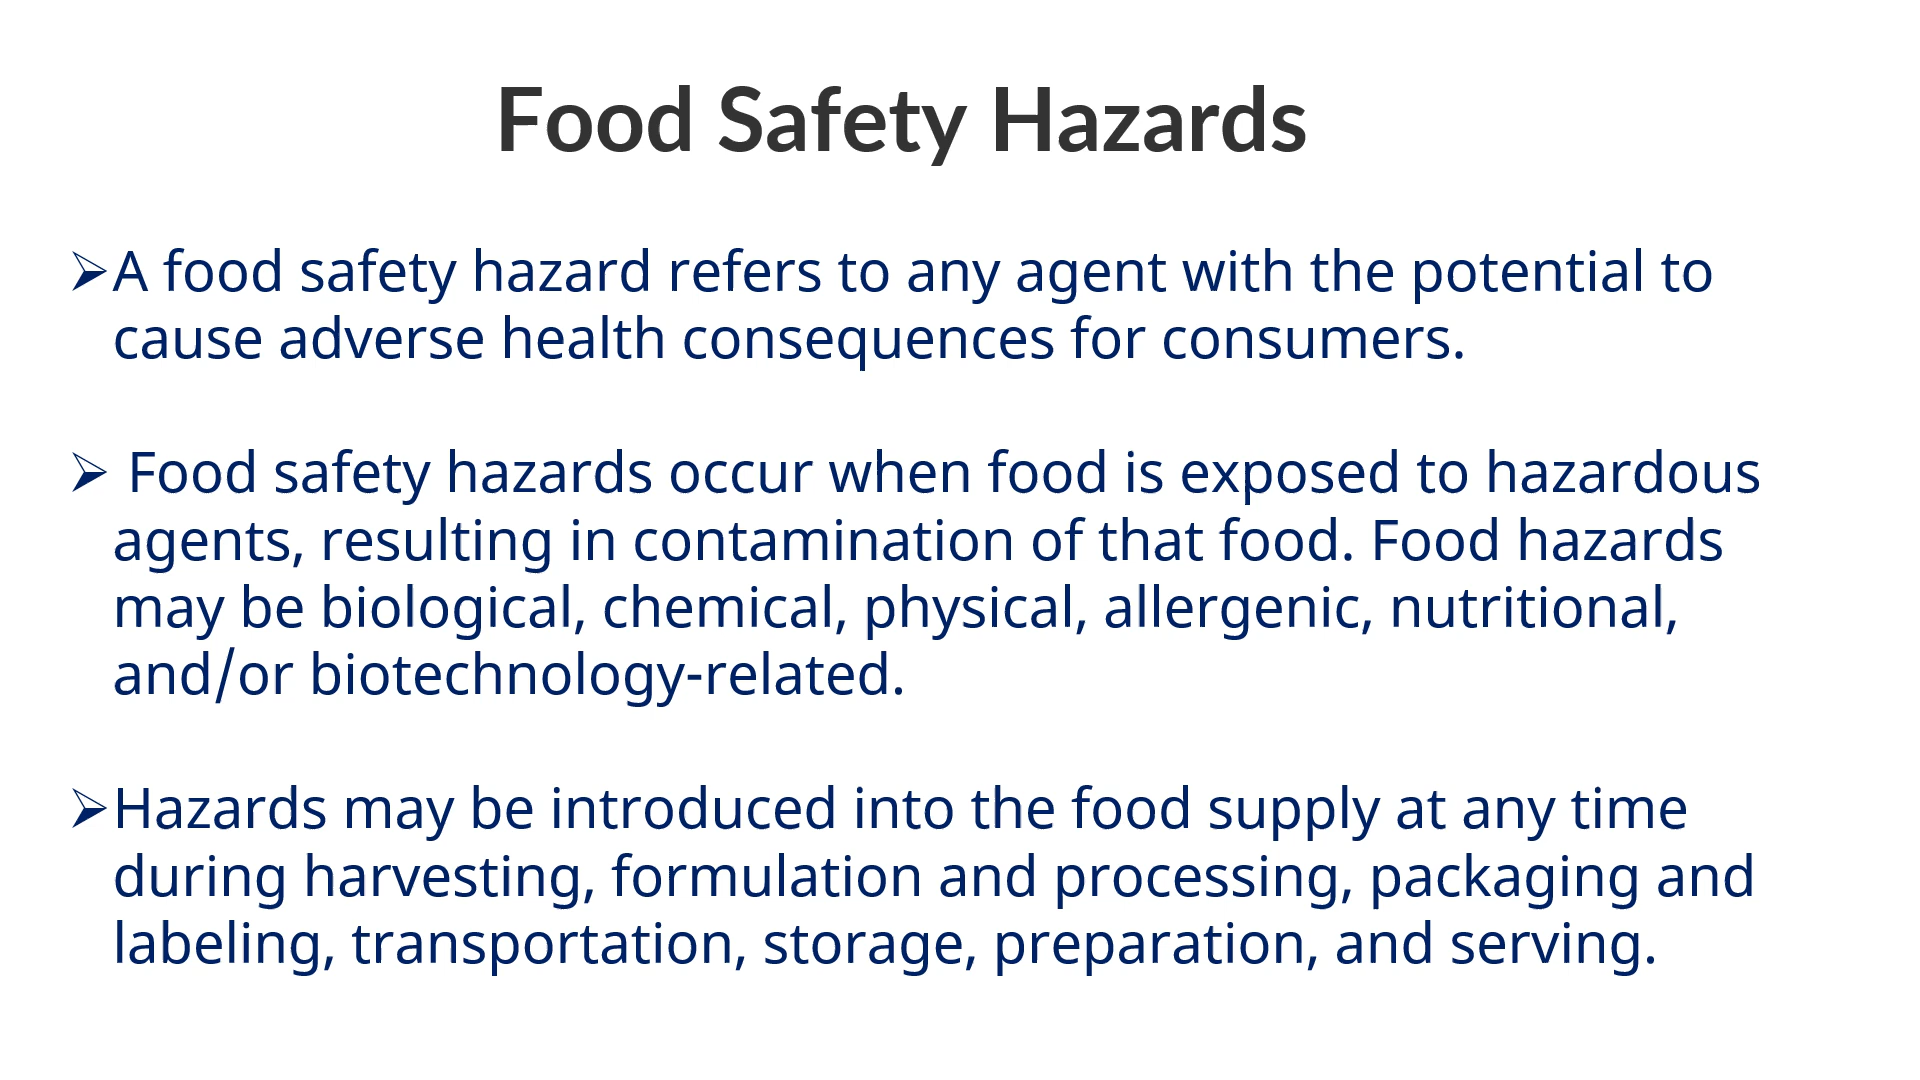 Food Safety Hazards
➢A food safety hazard refers to any agent with the potential to
cause adverse health consequences for consumers.
➢ Food safety hazards occur when food is exposed to hazardous
agents, resulting in contamination of that food. Food hazards
may be biological, chemical, physical, allergenic, nutritional,
and/or biotechnology-related.
➢Hazards may be introduced into the food supply at any time
during harvesting, formulation and processing, packaging and
labeling, transportation, storage, preparation, and serving.